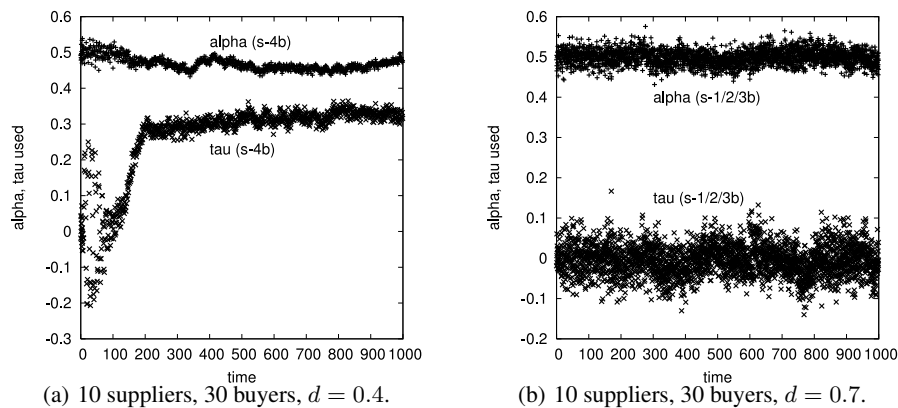 0.6
0.5
0.4
0.3
0.2
0.1
0
-0.1
-0.2
-0.3
alpha, tau used
alpha (s-4b)
tau (s-4b)
0 100 200 300 400 500 600 700 800 900 1000
time
(a) 10 suppliers, 30 buyers, d = 0.4.
0.6
0.5
0.4
0.3
0.2
0.1
0
-0.1
-0.2
alpha, tau used
alpha (s-1/2/3b)
tau (s-1/2/3b)
0 100 200 300 400 500 600 700 800 900 1000
time
(b) 10 suppliers, 30 buyers, d = 0.7.